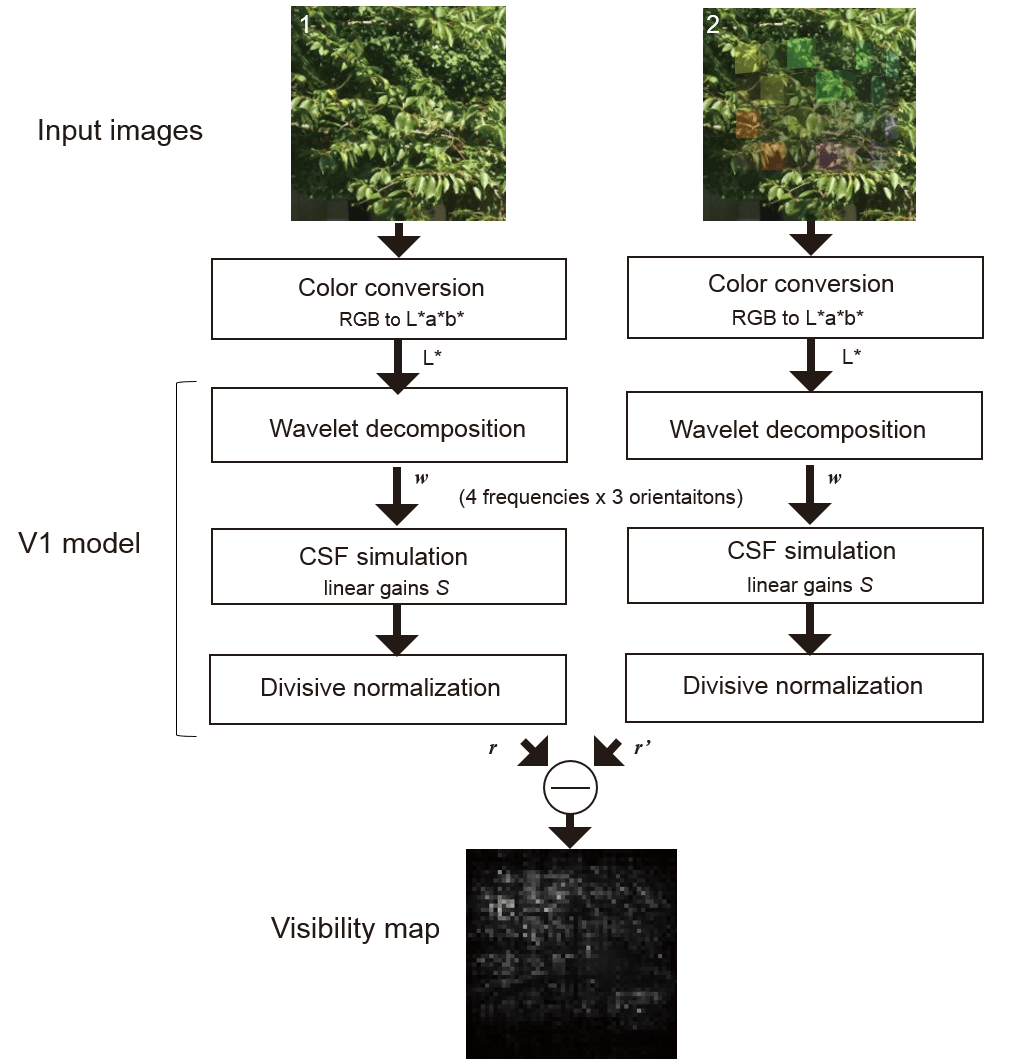 1
2
Input images
Color conversion
RGB to L*a*b*
Color conversion
RGB to L*a*b*
L*
L*
Wavelet decomposition
Wavelet decomposition
w
w
(4 frequencies x 3 orientaitons)
V1 model
CSF simulation
linear gains S
CSF simulation
linear gains S
Divisive normalization
Divisive normalization
r
r’
Visibility map